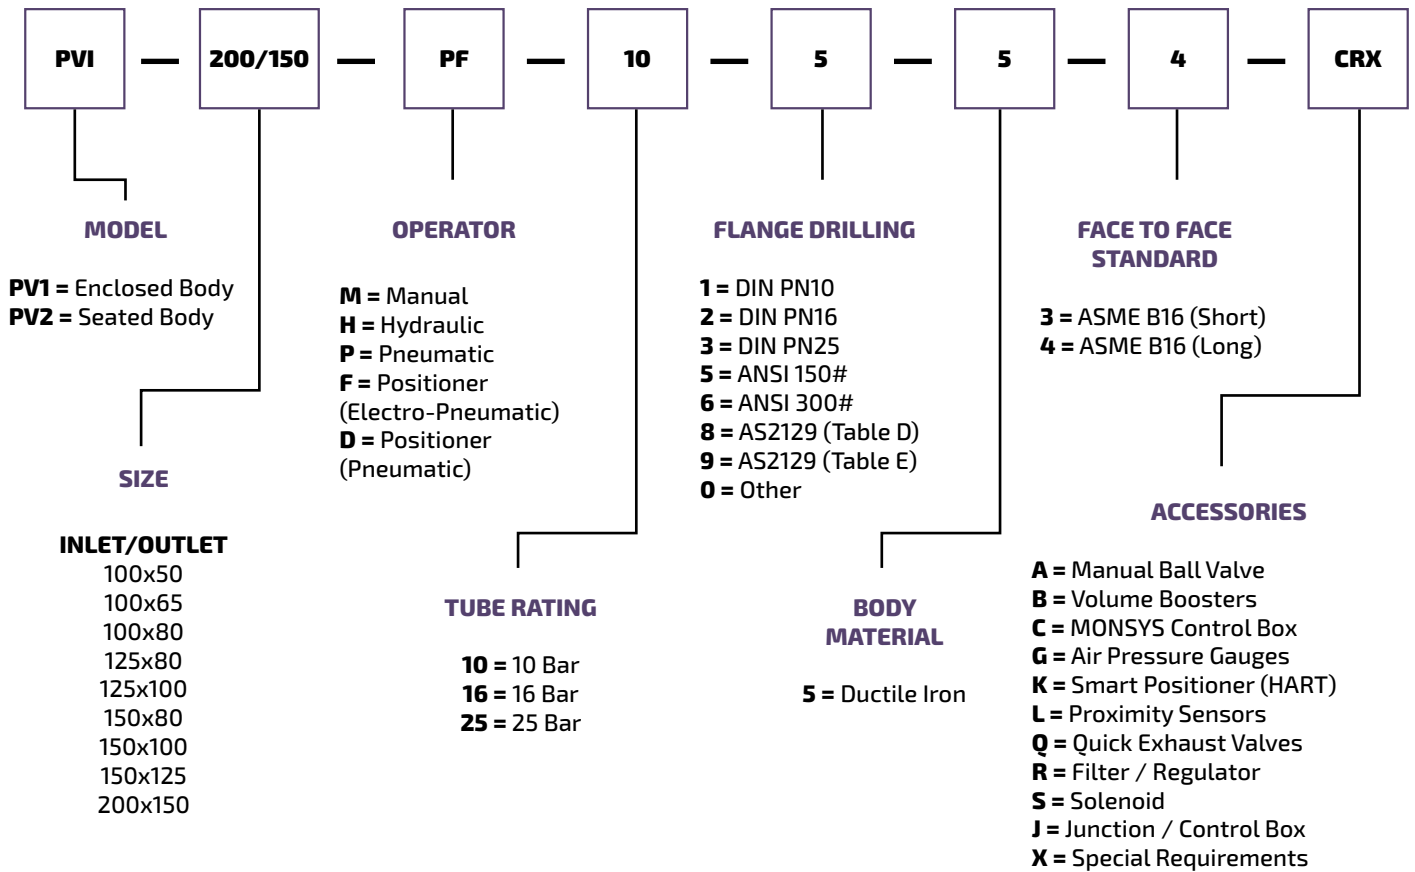 PVI — 200/150 — PF — 10 — 5 — 5 — 4 — CRX
MODEL
PV1 = Enclosed Body
PV2 = Seated Body
SIZE
INLET/OUTLET
100x50
100x65
100x80
125x80
125x100
150x80
150x100
150x125
200x150
OPERATOR
M = Manual
H = Hydraulic
P = Pneumatic
F = Positioner
(Electro-Pneumatic)
D = Positioner
(Pneumatic)
TUBE RATING
10 = 10 Bar
16 = 16 Bar
25 = 25 Bar
FLANGE DRILLING
1 = DIN PN10
2 = DIN PN16
3 = DIN PN25
5 = ANSI 150#
6 = ANSI 300#
8 = AS2129 (Table D)
9 = AS2129 (Table E)
0 = Other
BODY
MATERIAL
5 = Ductile Iron
FACE TO FACE
STANDARD
3 = ASME B16 (Short)
4 = ASME B16 (Long)
ACCESSORIES
A = Manual Ball Valve
B = Volume Boosters
C = MONSYS Control Box
G = Air Pressure Gauges
K = Smart Positioner (HART)
L = Proximity Sensors
Q = Quick Exhaust Valves
R = Filter / Regulator
S = Solenoid
J = Junction / Control Box
X = Special Requirements